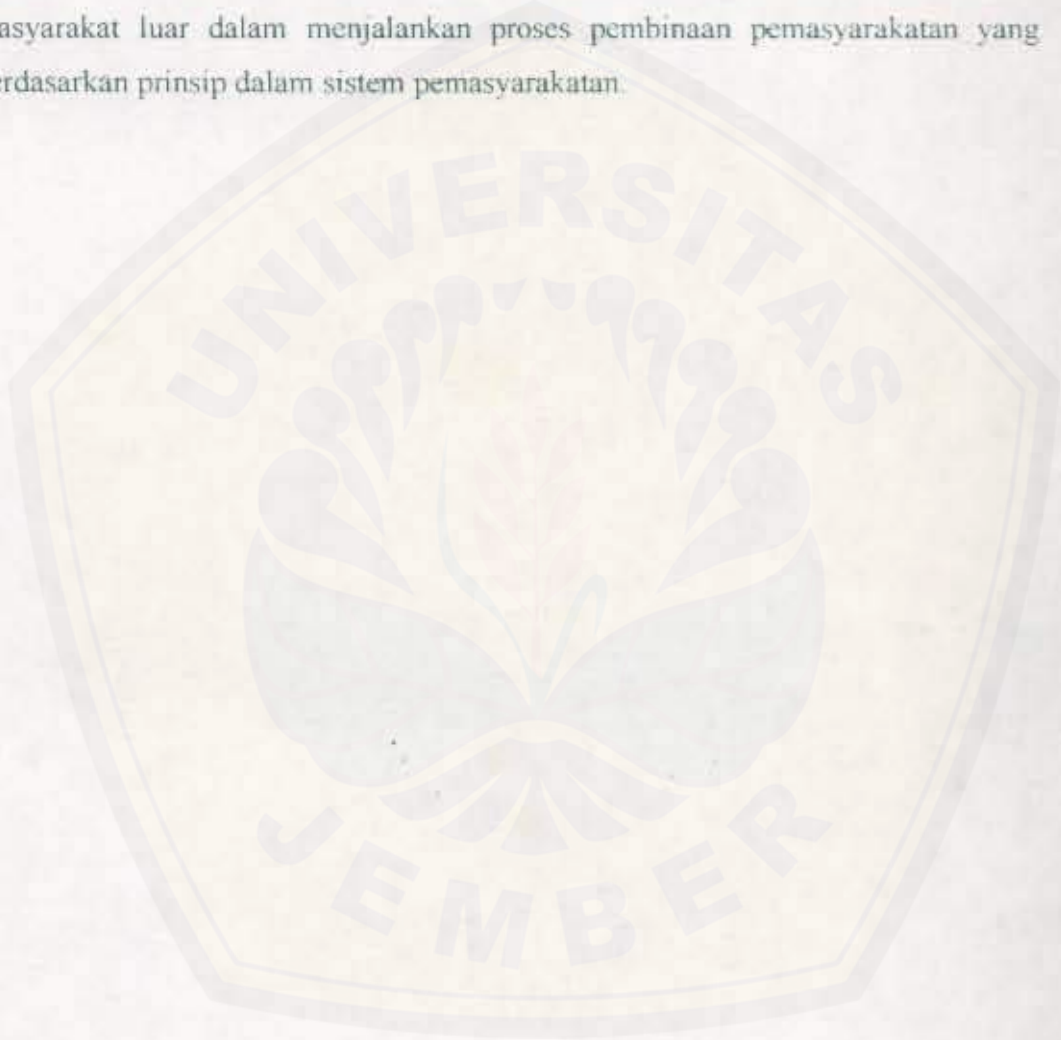 asyarakat luar dalam menjalankan proses pembinaan pemasyarakatan yang
erdasarkan prinsip dalam sistem pemasyarakatan.
UNIVERSITAS
JEMBER